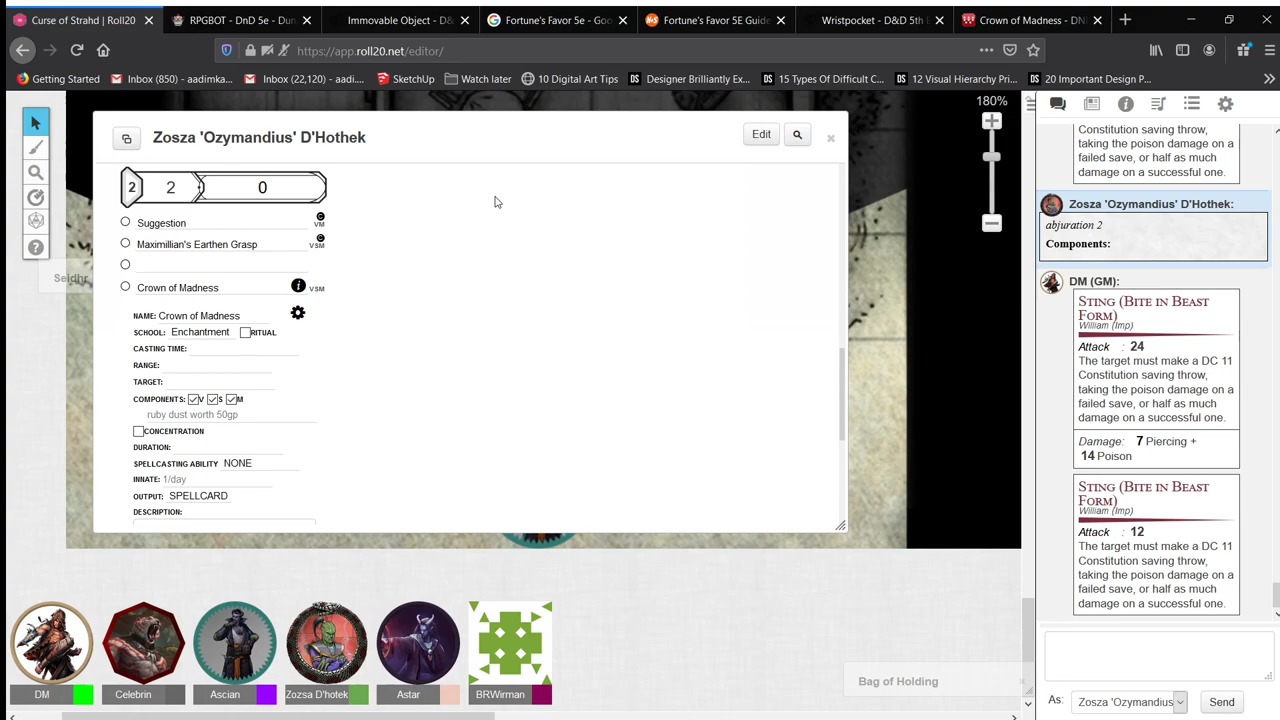 Curse of Strahd | Roll20
RPGBOT - DnD 5e - Dun
Immovable Object - D&
Fortune's Favor 5e - Goo
Fortune's Favor 5E Guide
Wristpocket - D&D 5th E
Crown of Madness - DN
https://app.roll20.net/editor/
Getting Started
Inbox (850) - aadimka...
Inbox (22,120) - aadi...
SketchUp
Watch later
10 Digital Art Tips
Designer Brilliantly Ex...
15 Types Of Difficult C...
12 Visual Hierarchy Pri...
20 Important Design P...
180%
Zosza 'Ozymandius' D'Hothek
Edit
2 2 0
Suggestion
C
VM
Maximillian's Earthen Grasp
C
VSM
Crown of Madness
VSM
NAME: Crown of Madness
SCHOOL: Enchantment RITUAL
CASTING TIME:
RANGE:
TARGET:
COMPONENTS: V S M
ruby dust worth 50gp
CONCENTRATION
DURATION:
SPELLCASTING ABILITY NONE
INNATE: 1/day
OUTPUT: SPELLCARD
DESCRIPTION:
Seidhr
DM
Celebrin
Ascian
Zozsa D'hotek
Astar
BRWirman
Bag of Holding
Constitution saving throw,
taking the poison damage on a
failed save, or half as much
damage on a successful one.
Zosza 'Ozymandius' D'Hothek:
abjuration 2
Components:
DM (GM):
STING (BITE IN BEAST
FORM)
William (Imp)
Attack : 24
The target must make a DC 11
Constitution saving throw,
taking the poison damage on a
failed save, or half as much
damage on a successful one.
Damage: 7 Piercing +
14 Poison
STING (BITE IN BEAST
FORM)
William (Imp)
Attack : 12
The target must make a DC 11
Constitution saving throw,
taking the poison damage on a
failed save, or half as much
damage on a successful one.
As: Zosza 'Ozymandius Send